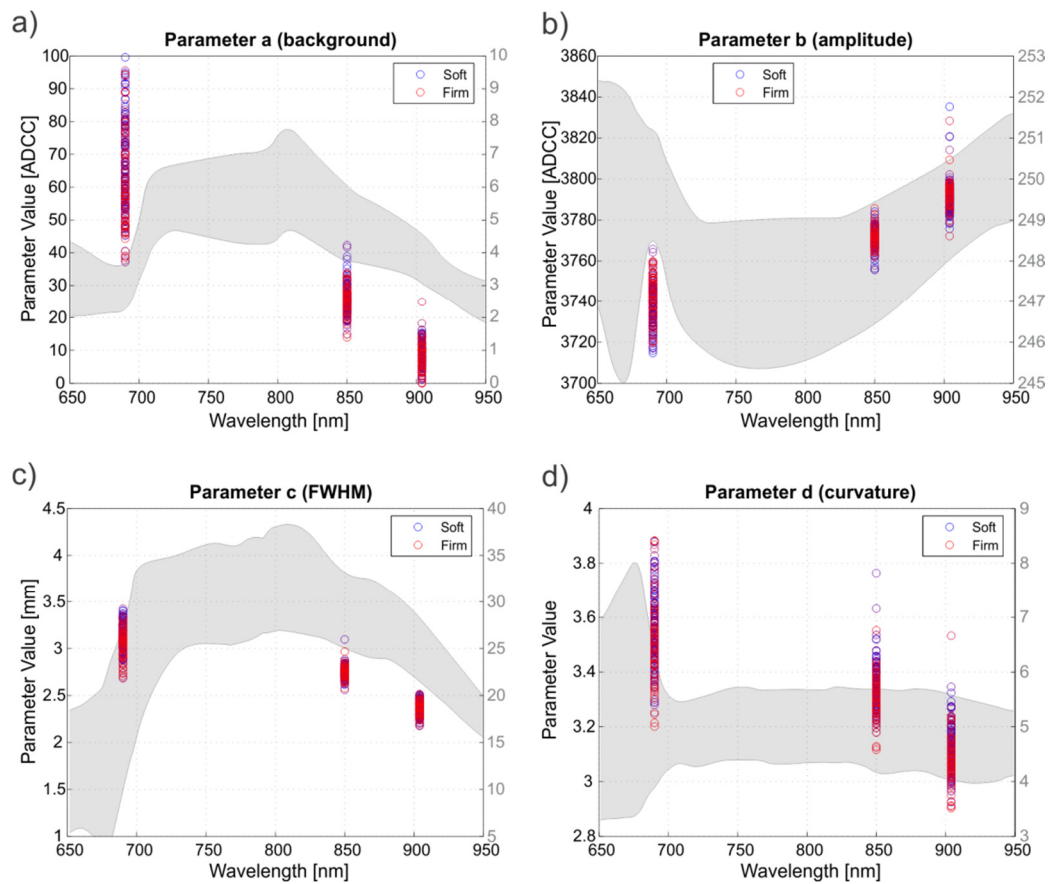 a)
Parameter a (background)
100
90
80
70
60
50
40
30
20
10
0
Parameter Value [ADCC]
10
9
8
7
6
5
4
3
2
1
0
Soft
Firm
650 700 750 800 850 900 950
Wavelength [nm]
b)
Parameter b (amplitude)
3860
3840
3820
3800
3780
3760
3740
3720
3700
Parameter Value [ADCC]
253
252
251
250
249
248
247
246
245
Soft
Firm
650 700 750 800 850 900 950
Wavelength [nm]
c)
Parameter c (FWHM)
4.5
4
3.5
3
2.5
2
1.5
1
Parameter Value [mm]
40
35
30
25
20
15
10
5
Soft
Firm
650 700 750 800 850 900 950
Wavelength [nm]
d)
Parameter d (curvature)
4
3.8
3.6
3.4
3.2
3
2.8
Parameter Value
9
8
7
6
5
4
3
Soft
Firm
650 700 750 800 850 900 950
Wavelength [nm]